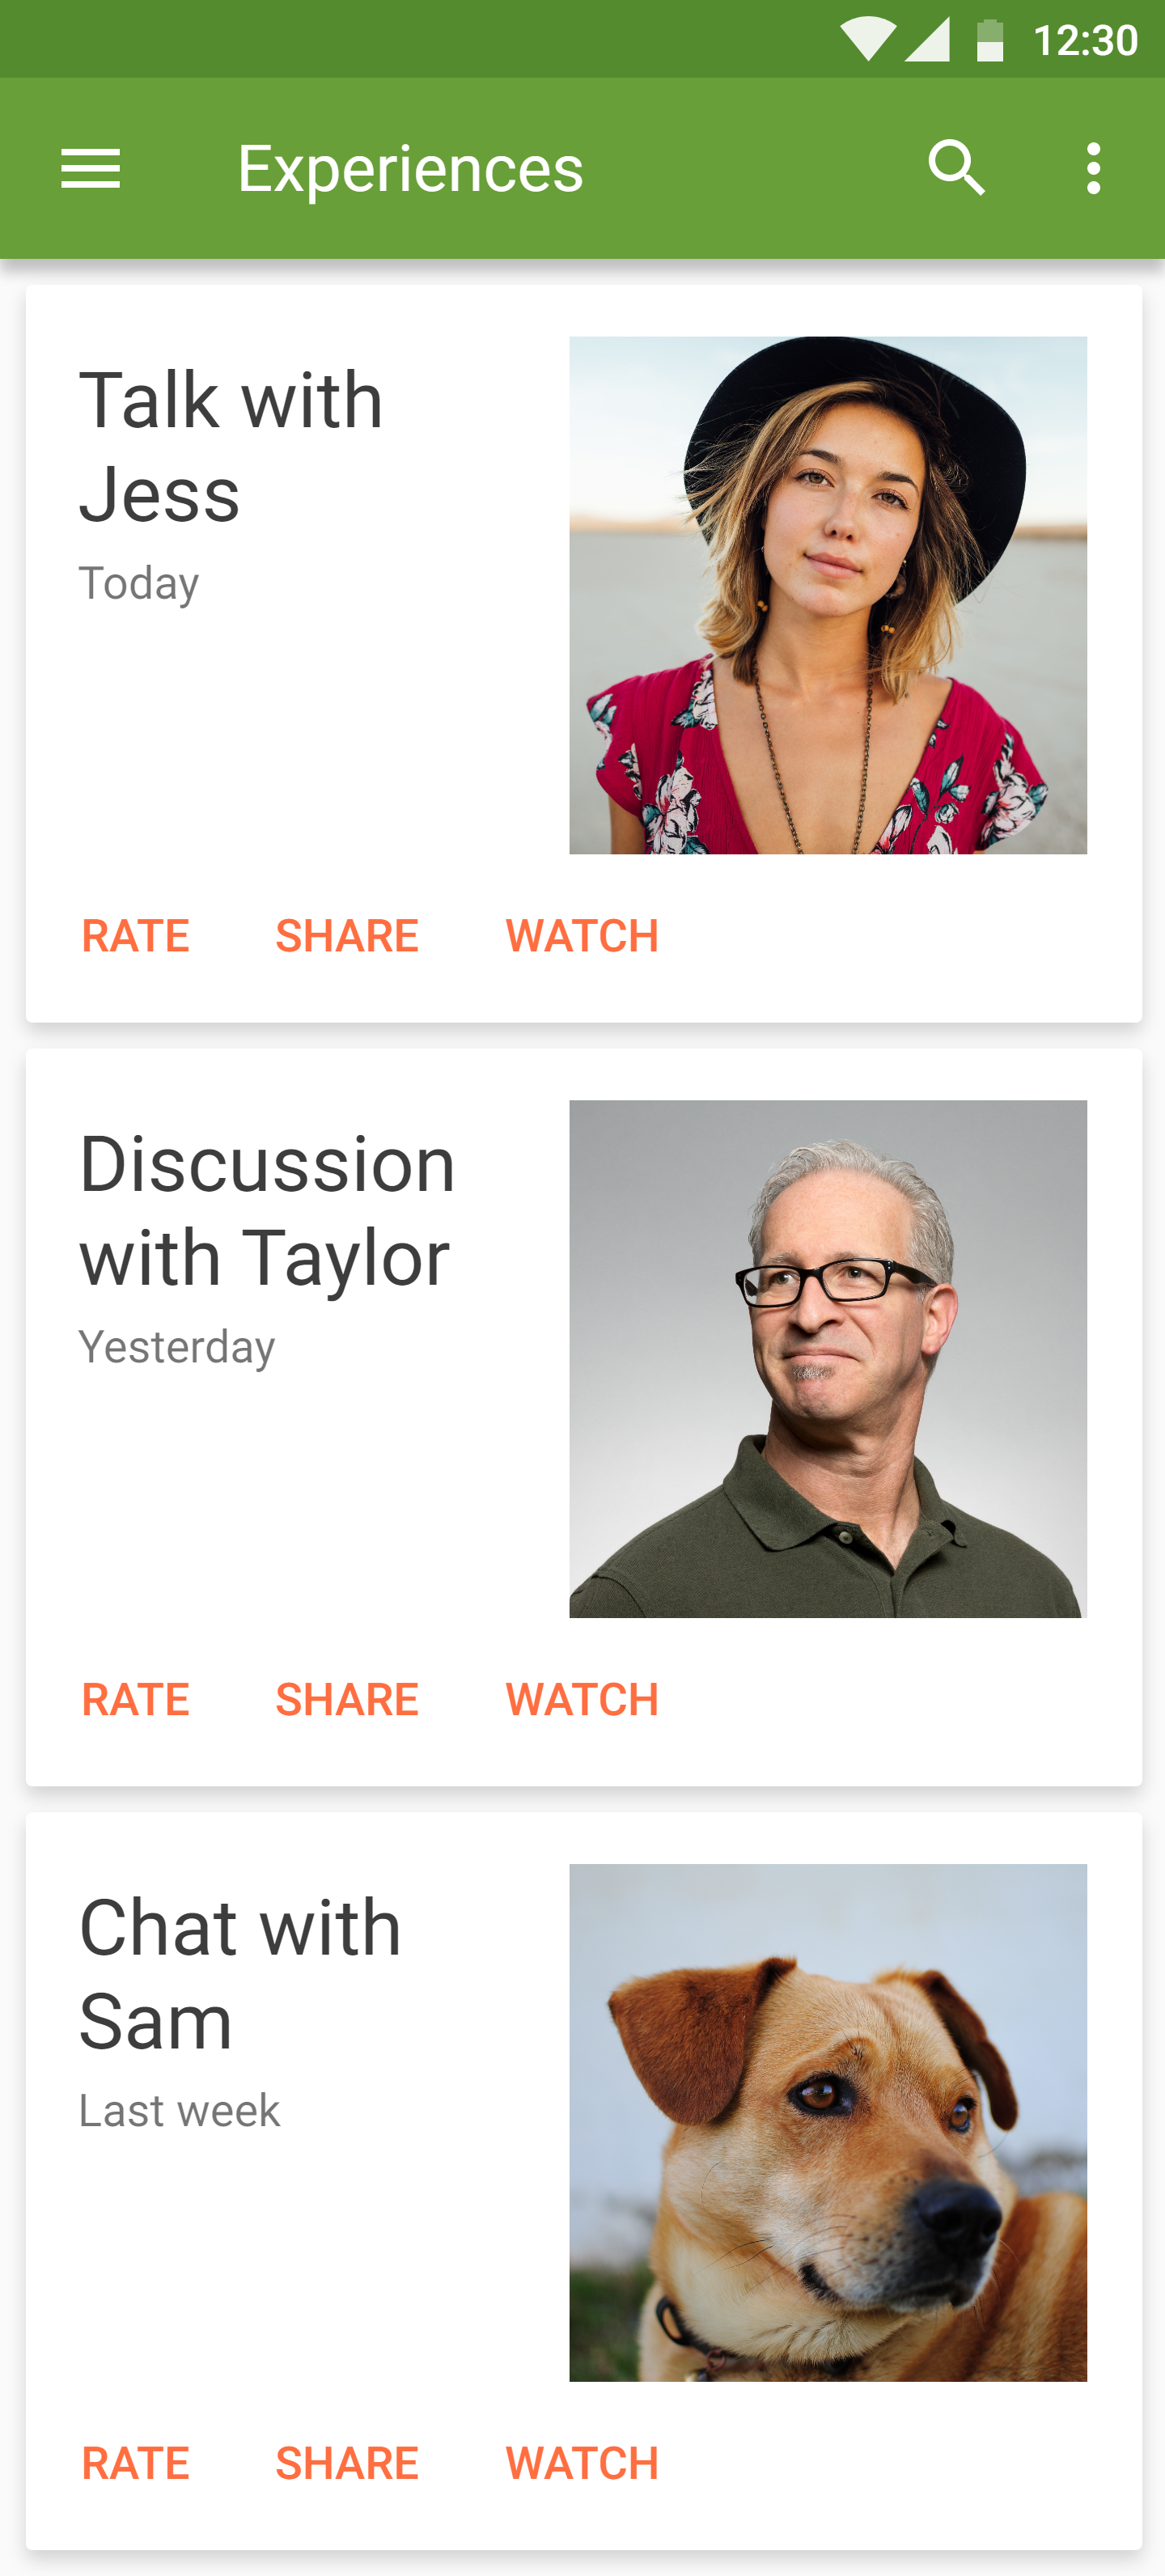 12:30
Experiences
Talk with
Jess
Today
RATE SHARE WATCH
Discussion
with Taylor
Yesterday
RATE SHARE WATCH
Chat with
Sam
Last week
RATE SHARE WATCH